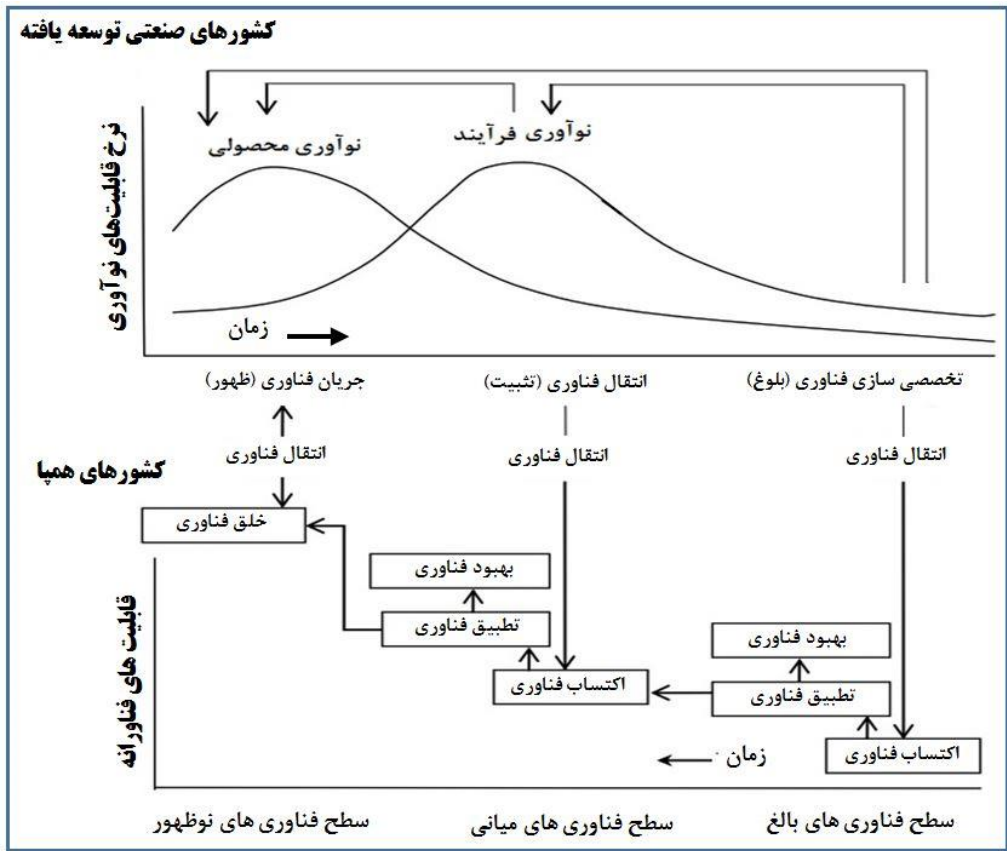 کشورهای صنعتی توسعه یافته
نوآوری فرآیند
نوآوری محصولی
نرخ قابلیت‌های نوآوری
زمان
تخصصی سازی فناوری (بلوغ)
انتقال فناوری (تثبیت)
جریان فناوری (ظهور)
انتقال فناوری
انتقال فناوری
انتقال فناوری
کشورهای همپا
خلق فناوری
بهبود فناوری
تطبیق فناوری
بهبود فناوری
اکتساب فناوری
تطبیق فناوری
اکتساب فناوری
قابلیت های فناورانه
زمان
سطح فناوری های بالغ
سطح فناوری های میانی
سطح فناوری های نوظهور